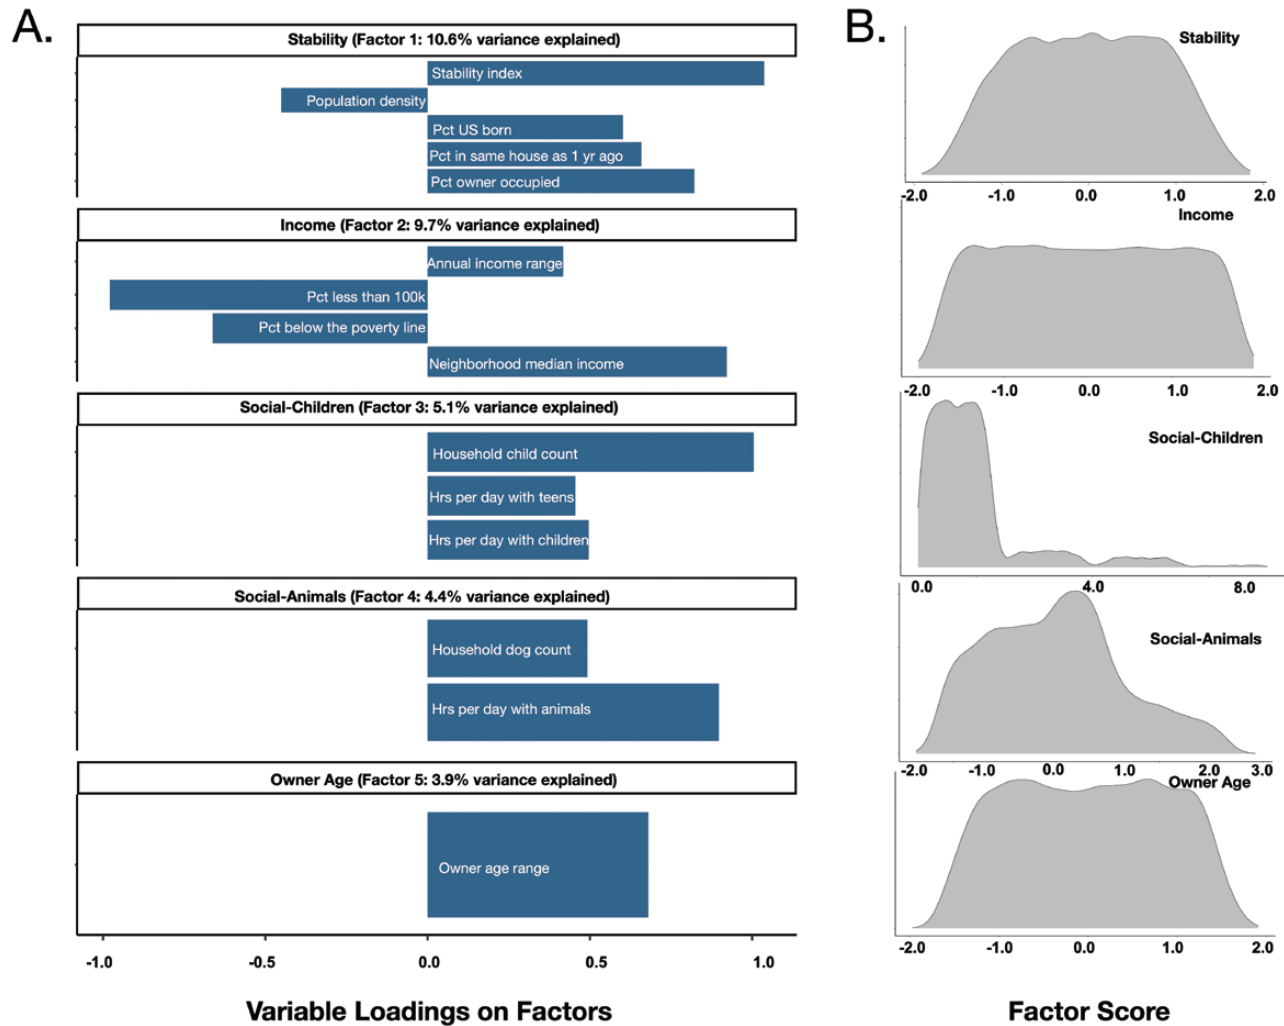 A.
Stability (Factor 1: 10.6% variance explained)
Stability index
Population density
Pct US born
Pct in same house as 1 yr ago
Pct owner occupied
Income (Factor 2: 9.7% variance explained)
Annual income range
Pct less than 100k
Pct below the poverty line
Neighborhood median income
Social-Children (Factor 3: 5.1% variance explained)
Household child count
Hrs per day with teens
Hrs per day with children
Social-Animals (Factor 4: 4.4% variance explained)
Household dog count
Hrs per day with animals
Owner Age (Factor 5: 3.9% variance explained)
Owner age range
-1.0 -0.5 0.0 0.5 1.0
Variable Loadings on Factors
B.
Stability
-2.0 -1.0 0.0 1.0 2.0
Income
-2.0 -1.0 0.0 1.0 2.0
Social-Children
0.0 4.0 8.0
Social-Animals
-2.0 -1.0 0.0 1.0 2.0 3.0
Owner Age
-2.0 -1.0 0.0 1.0 2.0
Factor Score